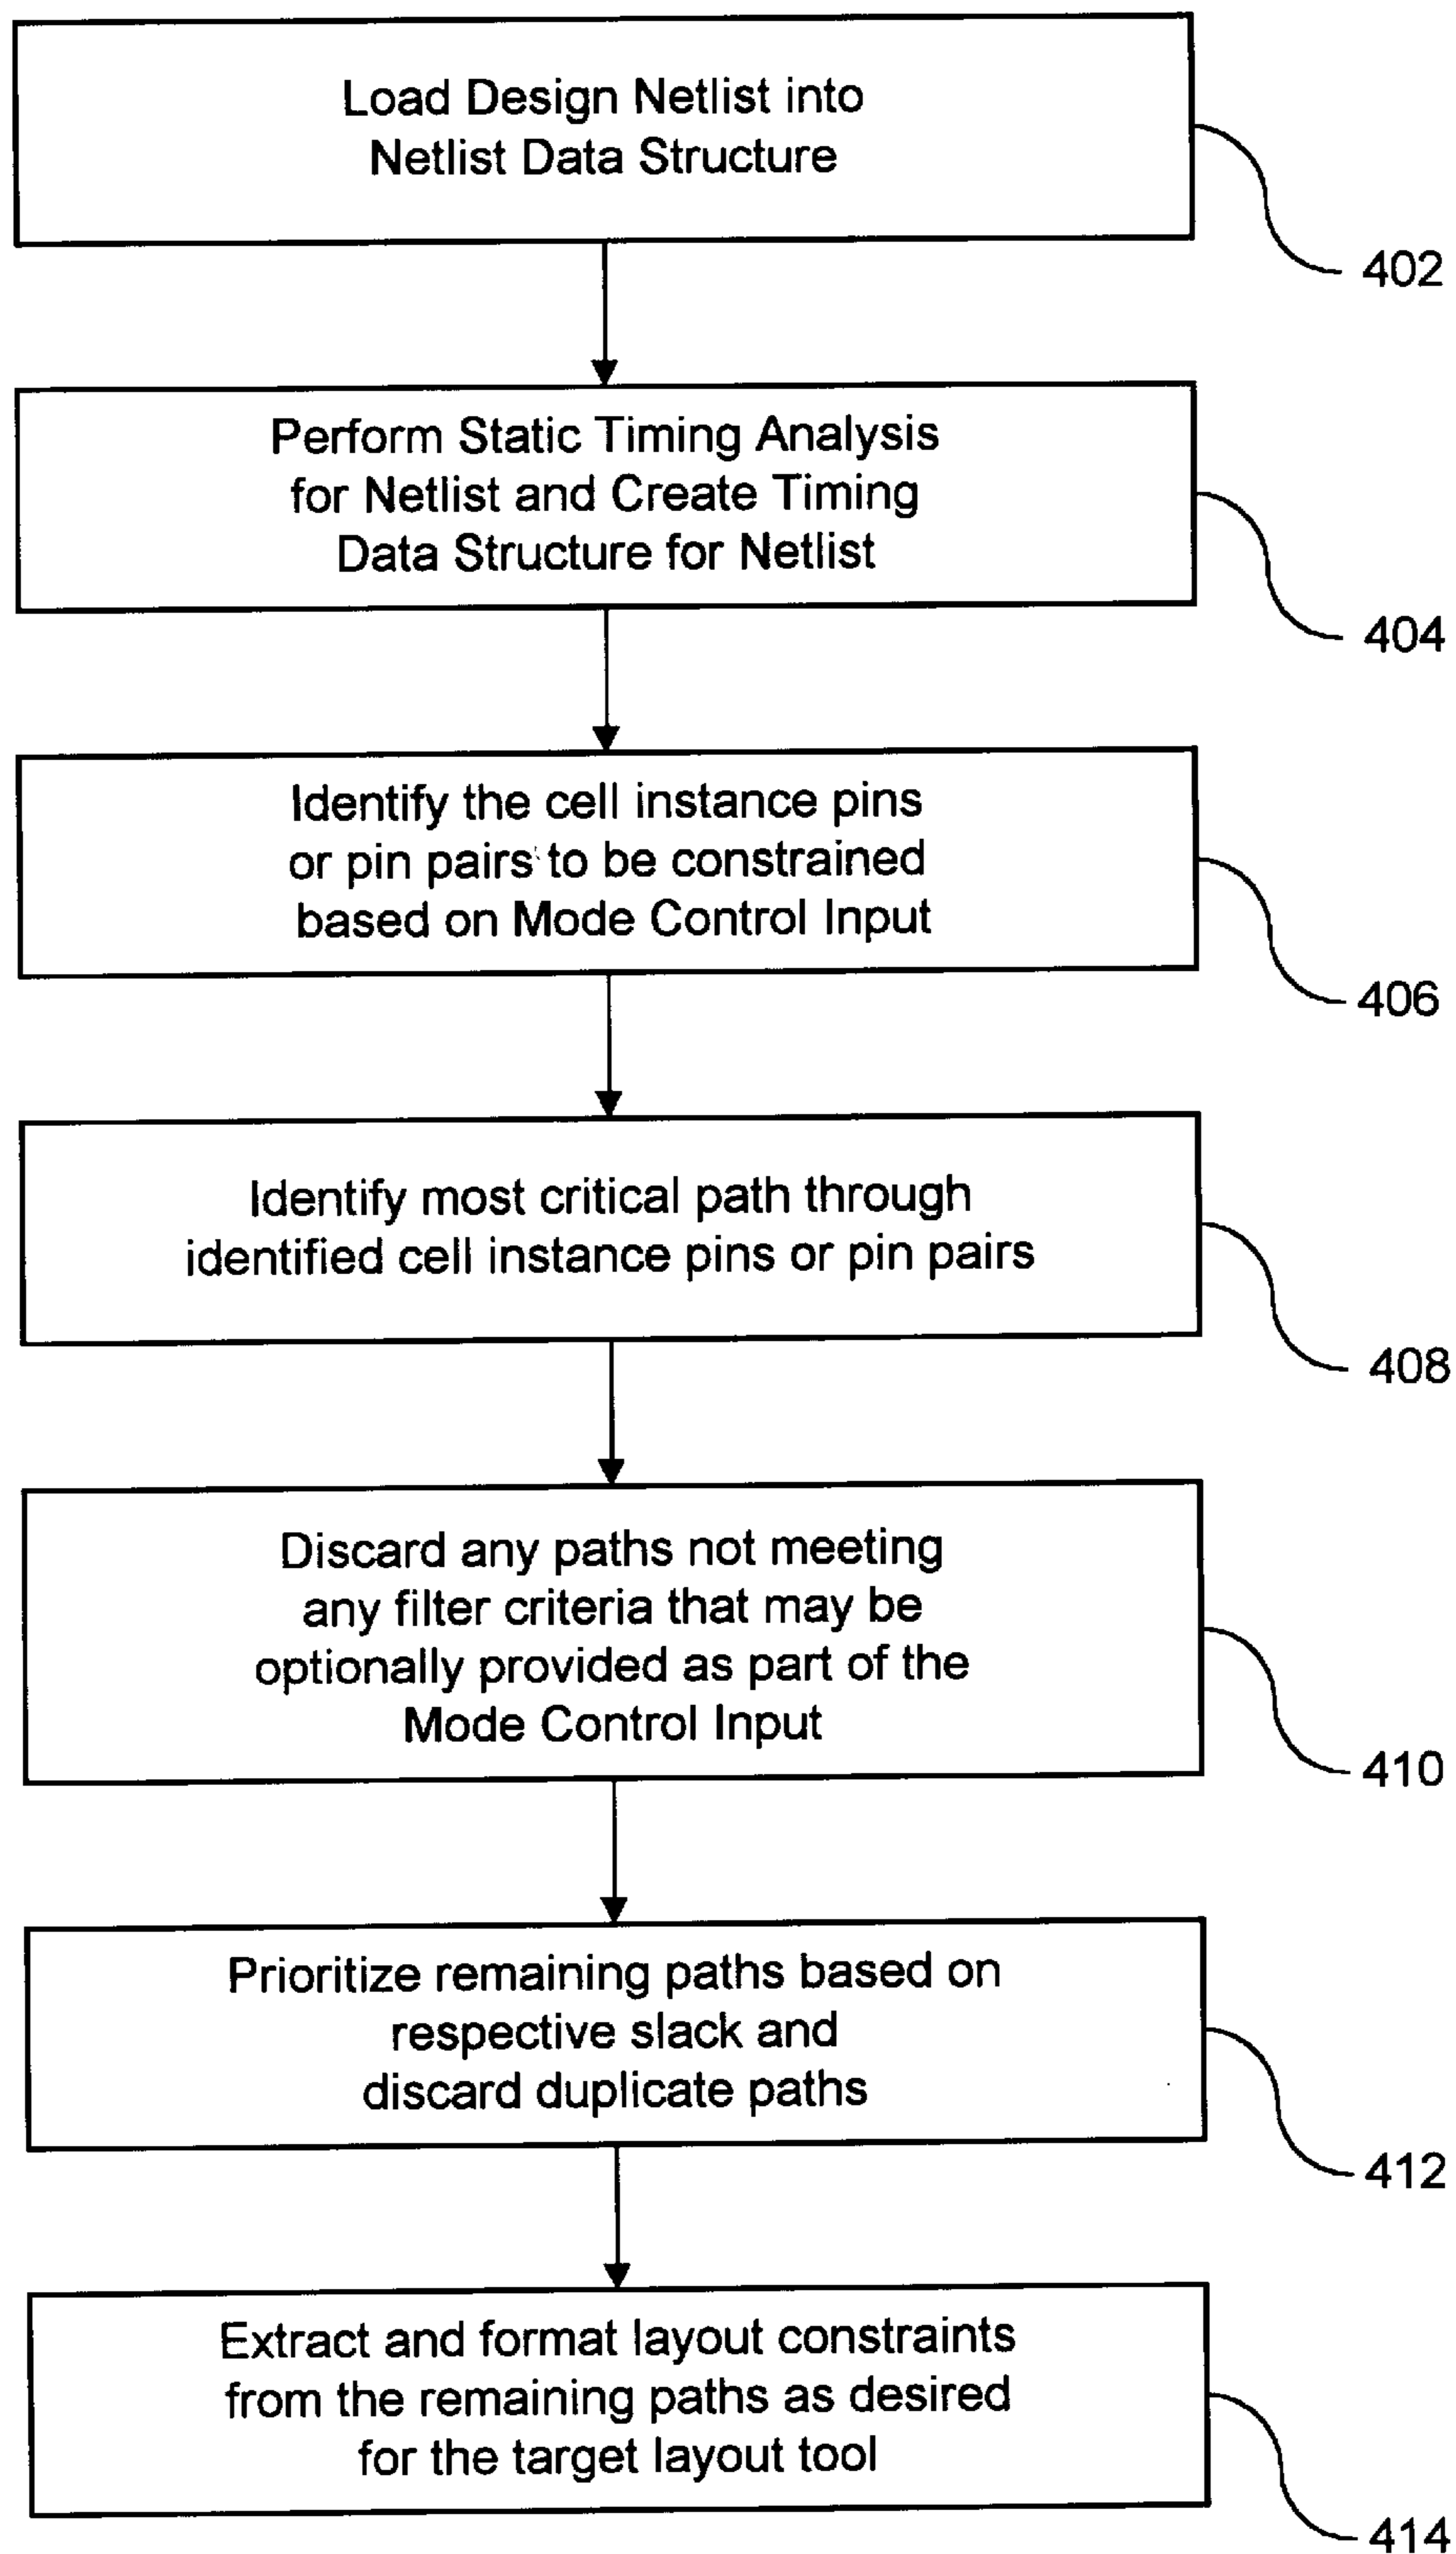 Load Design Netlist into
Netlist Data Structure
402
Perform Static Timing Analysis
for Netlist and Create Timing
Data Structure for Netlist
404
Identify the cell instance pins
or pin pairs to be constrained
based on Mode Control Input
406
Identify most critical path through
identified cell instance pins or pin pairs
408
Discard any paths not meeting
any filter criteria that may be
optionally provided as part of the
Mode Control Input
410
Prioritize remaining paths based on
respective slack and
discard duplicate paths
412
Extract and format layout constraints
from the remaining paths as desired
for the target layout tool
414